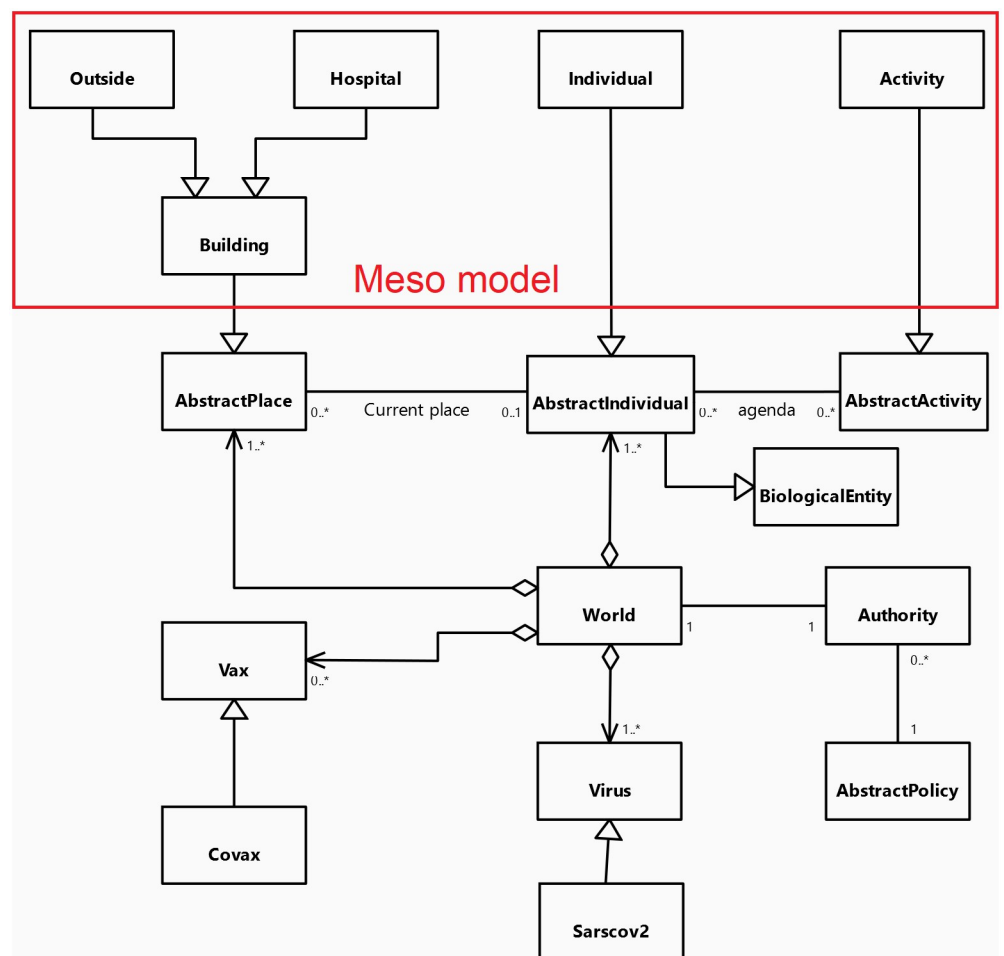 Outside
Hospital
Individual
Activity
Building
Meso model
AbstractPlace
0..*
Current place
0..1
AbstractIndividual
0..*
agenda
0..*
AbstractActivity
1..*
1..*
BiologicalEntity
World
1
1
Authority
0..*
Vax
0..*
1..*
1
Virus
AbstractPolicy
Covax
Sarscov2